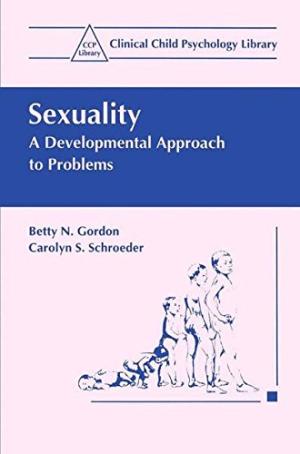 CCP
Library
Clinical Child Psychology Library
Sexuality
A Developmental Approach
to Problems
Betty N. Gordon
Carolyn S. Schroeder